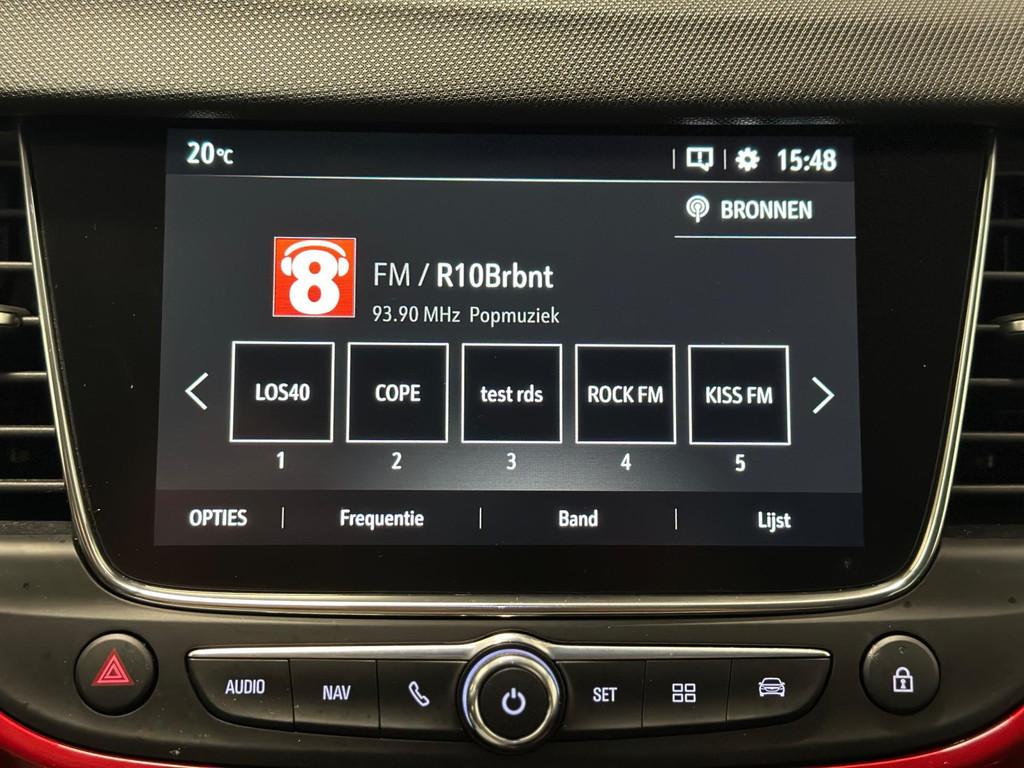 20°C
15:48
BRONNEN
8
FM / R10Brbnt
93.90 MHz Popmuziek
LOS40 COPE test rds ROCK FM KISS FM
1 2 3 4 5
OPTIES Frequentie Band Lijst
AUDIO NAV SET